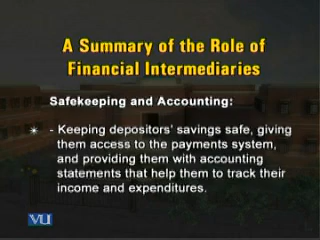 A Summary of the Role of
Financial Intermediaries
Safekeeping and Accounting:
- Keeping depositors' savings safe, giving
them access to the payments system,
and providing them with accounting
statements that help them to track their
income and expenditures.
VU